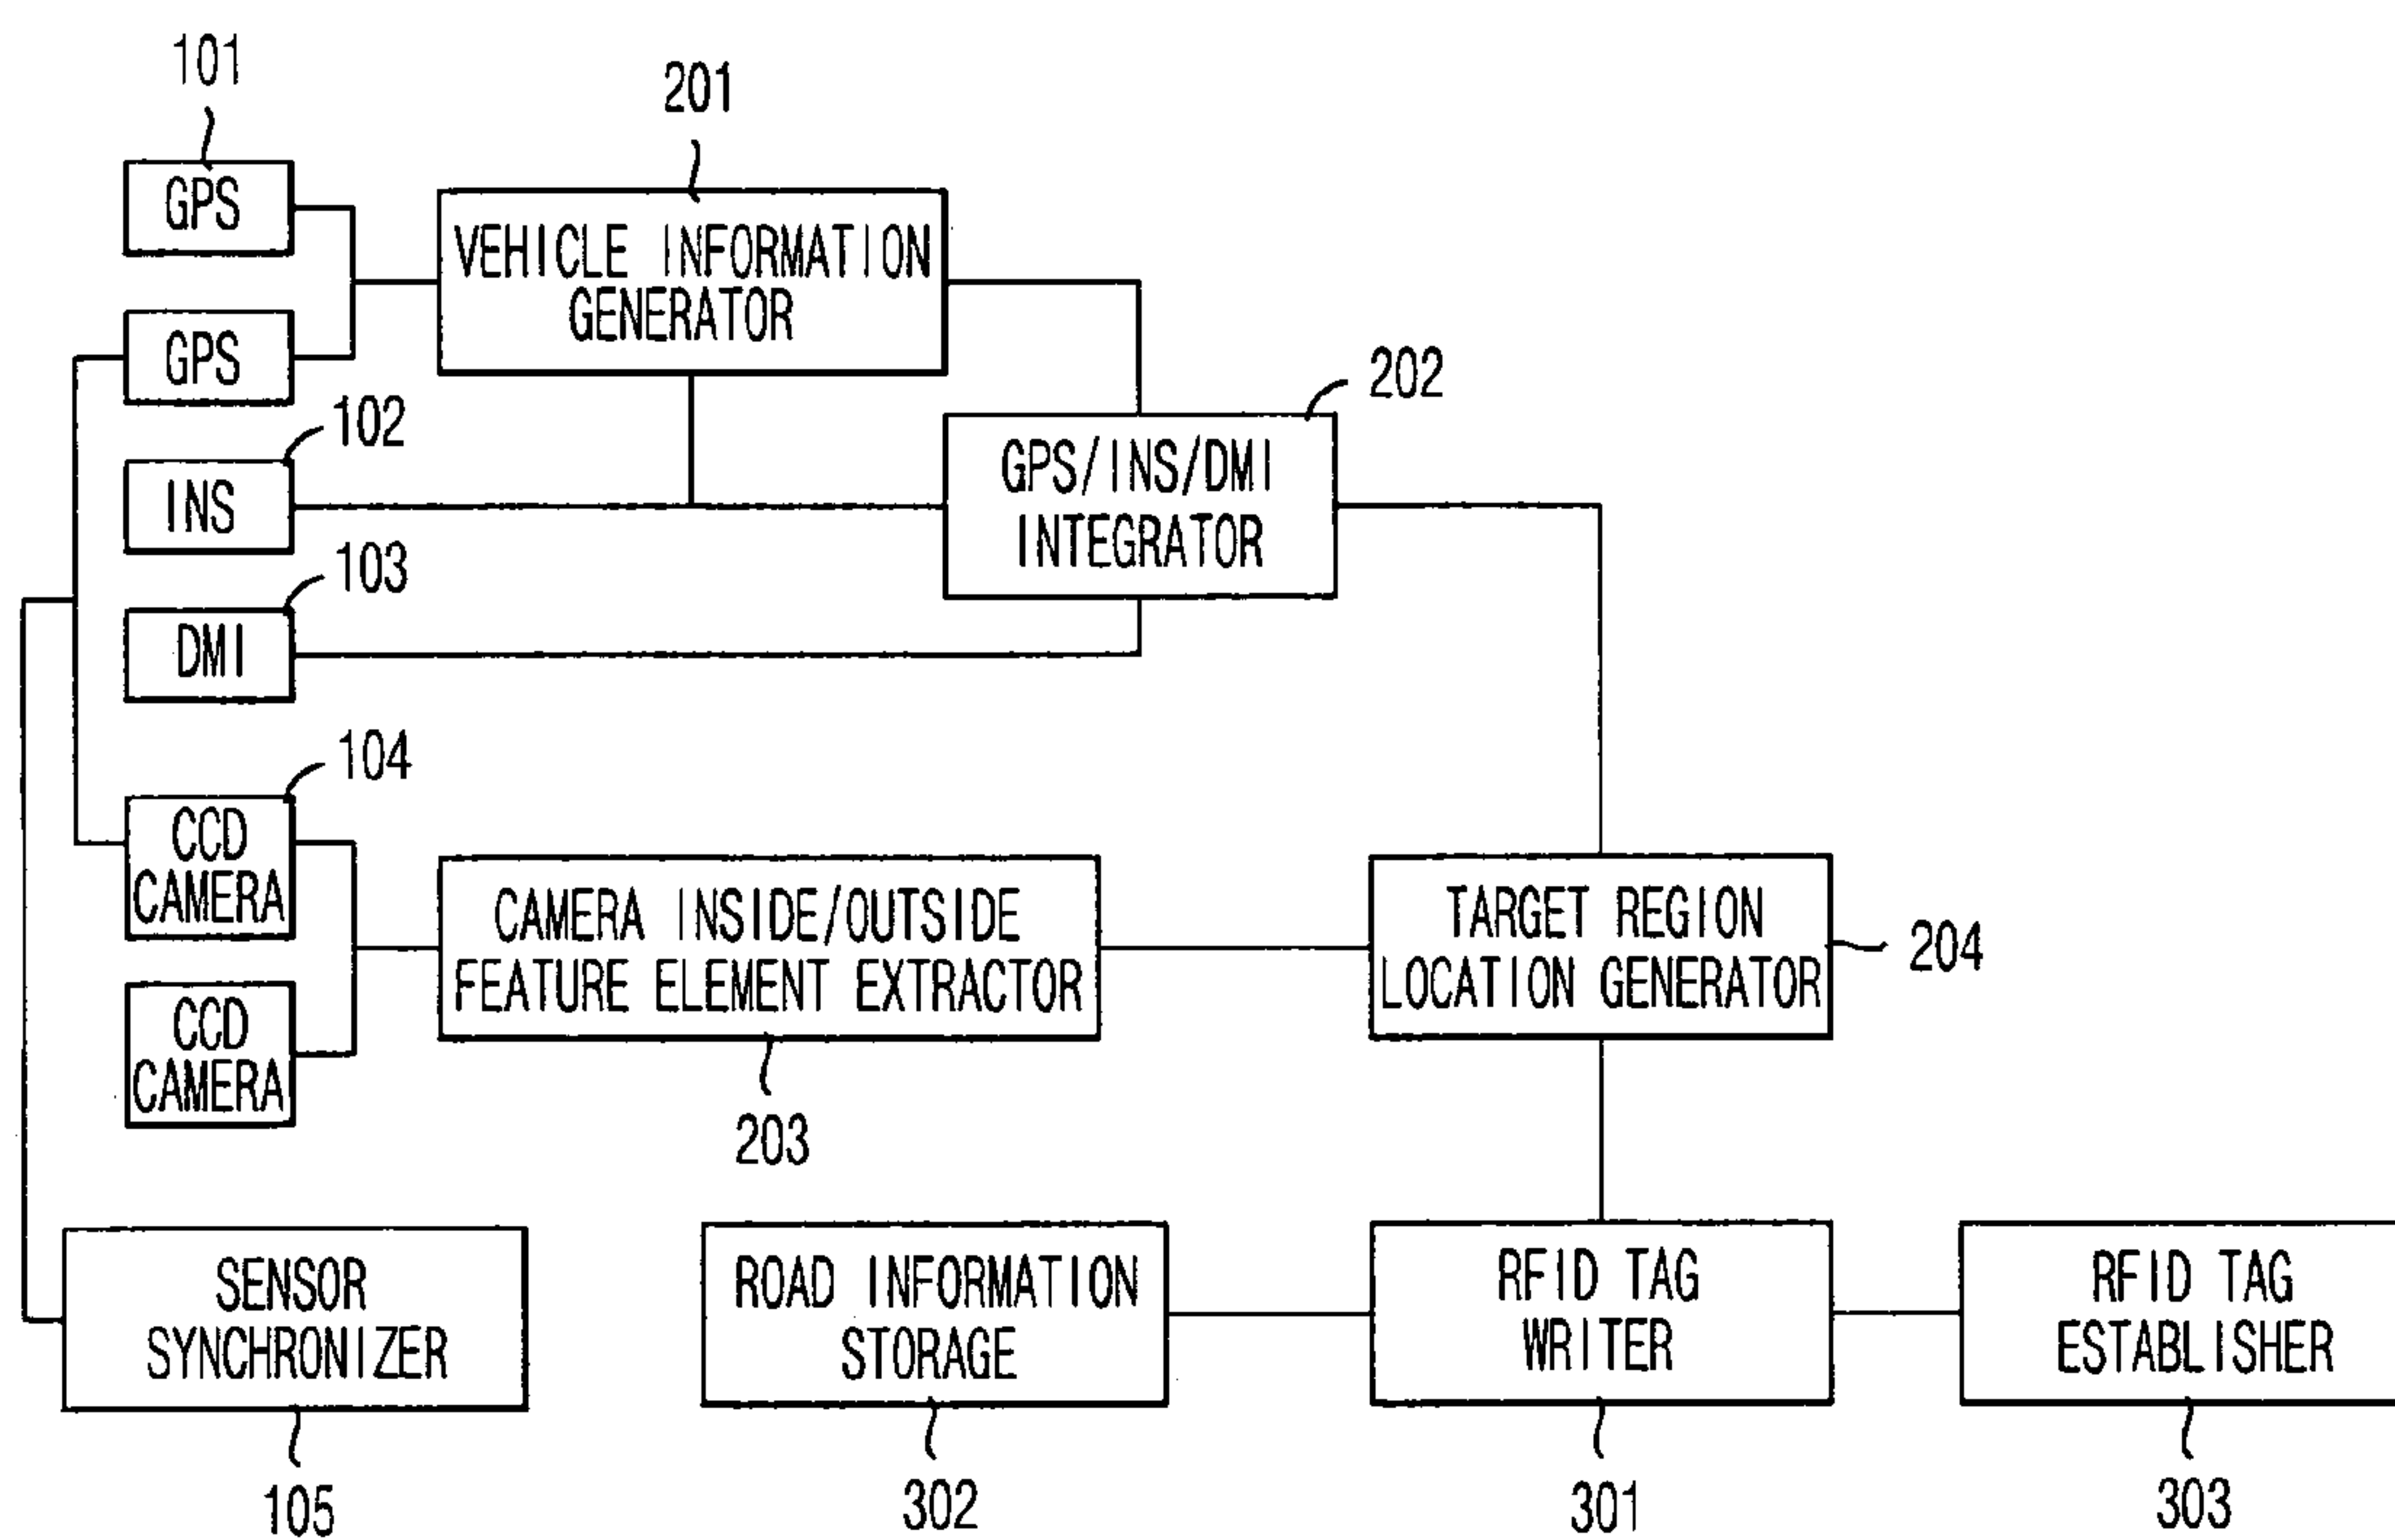 101
201
GPS
VEHICLE INFORMATION
GENERATOR
GPS
202
102
GPS/INS/DMI
INTEGRATOR
INS
103
DMI
104
CCD
CAMERA
CAMERA INSIDE/OUTSIDE
FEATURE ELEMENT EXTRACTOR
TARGET REGION
LOCATION GENERATOR
204
CCD
CAMERA
203
SENSOR
SYNCHRONIZER
ROAD INFORMATION
STORAGE
RFID TAG
WRITER
RFID TAG
ESTABLISHER
105
302
301
303